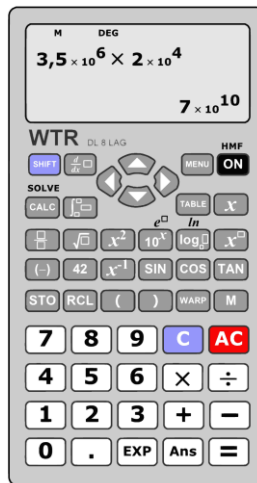 M DEG
3,5 × 10⁶ × 2 × 10⁴
7 × 10¹⁰
WTR DL 8 LAG
HMF
SHIFT d/dx□ MENU ON
SOLVE
CALC ∫□ TABLE x
e□ ln
□/□ √□ x² 10ˣ log□ x□
(−) 42 x⁻¹ SIN COS TAN
STO RCL ( ) WARP M
7 8 9 C AC
4 5 6 × ÷
1 2 3 + −
0 . EXP Ans =